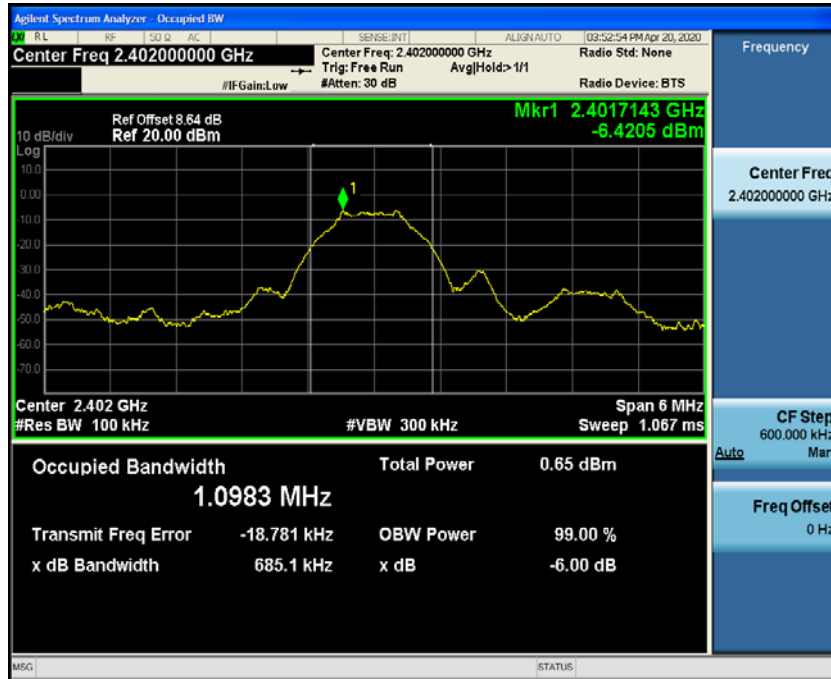 Agilent Spectrum Analyzer - Occupied BW
LXI RL RF 50 Ω AC SENSE:INT ALIGN AUTO 03:52:54 PM Apr 20, 2020
Center Freq 2.402000000 GHz
Center Freq: 2.402000000 GHz
Radio Std: None
Trig: Free Run Avg|Hold:>1/1
#IFGain:Low #Atten: 30 dB Radio Device: BTS
Frequency
Mkr1 2.4017143 GHz
-6.4205 dBm
Ref Offset 8.64 dB
10 dB/div Ref 20.00 dBm
Log
10.0
0.00
-10.0
-20.0
-30.0
-40.0
-50.0
-60.0
-70.0
1
Center Freq
2.402000000 GHz
Center 2.402 GHz Span 6 MHz
#Res BW 100 kHz #VBW 300 kHz Sweep 1.067 ms
CF Step
600.000 kHz
Auto Man
Occupied Bandwidth Total Power 0.65 dBm
1.0983 MHz
Transmit Freq Error -18.781 kHz OBW Power 99.00 %
x dB Bandwidth 685.1 kHz x dB -6.00 dB
Freq Offset
0 Hz
MSG STATUS